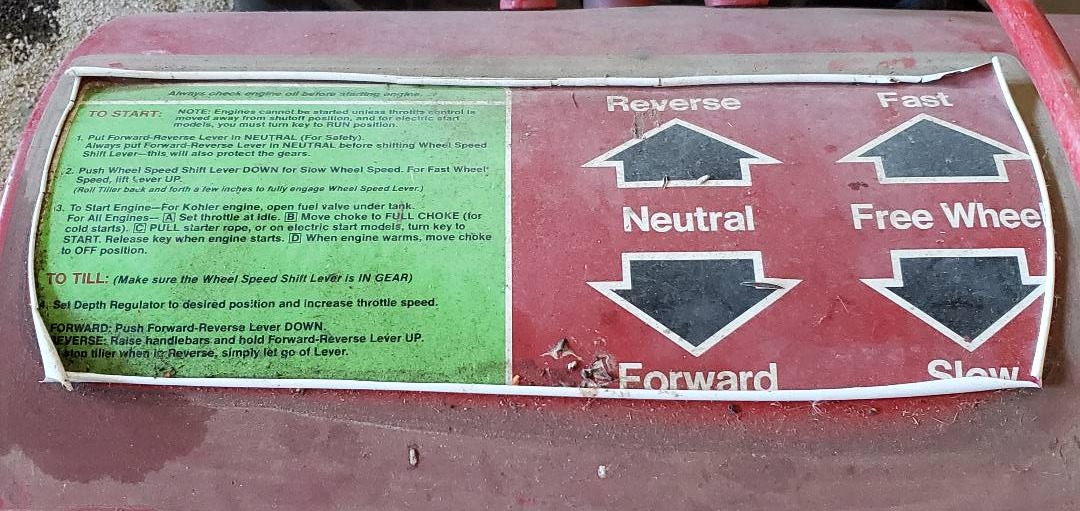 Always check engine oil before starting engine...
TO START: NOTE: Engines cannot be started unless throttle control is
moved away from shutoff position, and for electric start
models, you must turn key to RUN position.
1. Put Forward-Reverse Lever in NEUTRAL (For Safety).
Always put Forward-Reverse Lever in NEUTRAL before shifting Wheel Speed
Shift Lever—this will also protect the gears.
2. Push Wheel Speed Shift Lever DOWN for Slow Wheel Speed. For Fast Wheel
Speed, lift Lever UP.
(Roll Tiller back and forth a few inches to fully engage Wheel Speed Lever.)
3. To Start Engine—For Kohler engine, open fuel valve under tank.
For All Engines— A Set throttle at idle. B Move choke to FULL CHOKE (for
cold starts). C PULL starter rope, or on electric start models, turn key to
START. Release key when engine starts. D When engine warms, move choke
to OFF position.
TO TILL: (Make sure the Wheel Speed Shift Lever is IN GEAR)
4. Set Depth Regulator to desired position and increase throttle speed.
FORWARD: Push Forward-Reverse Lever DOWN.
EVERSE: Raise handlebars and hold Forward-Reverse Lever UP.
stop tiller when in Reverse, simply let go of Lever.
Reverse
Neutral
Forward
Fast
Free Wheel
Slow